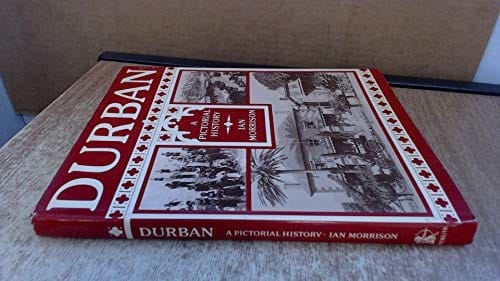 DURBAN
A
PICTORIAL
HISTORY
IAN
MORRISON
DURBAN A PICTORIAL HISTORY · IAN MORRISON